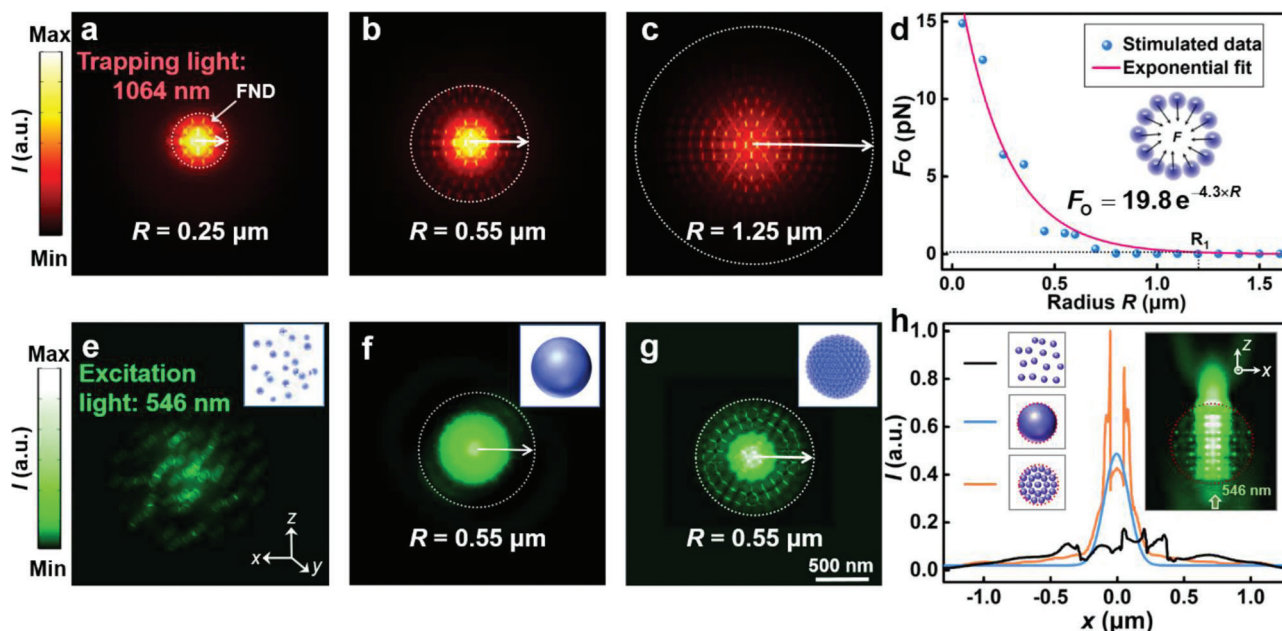 Max
I (a.u.)
Min
a
Trapping light:
1064 nm
FND
R = 0.25 µm
b
R = 0.55 µm
c
R = 1.25 µm
d
15
10
5
0
Fo (pN)
Stimulated data
Exponential fit
F
F_O = 19.8 e^{-4.3×R}
R₁
0.0
0.5
1.0
1.5
Radius R (µm)
Max
I (a.u.)
Min
e
Excitation
light: 546 nm
z
x
y
f
R = 0.55 µm
g
R = 0.55 µm
500 nm
h
1.0
0.8
0.6
0.4
0.2
0.0
I (a.u.)
z
x
546 nm
-1.0
-0.5
0.0
0.5
1.0
x (µm)